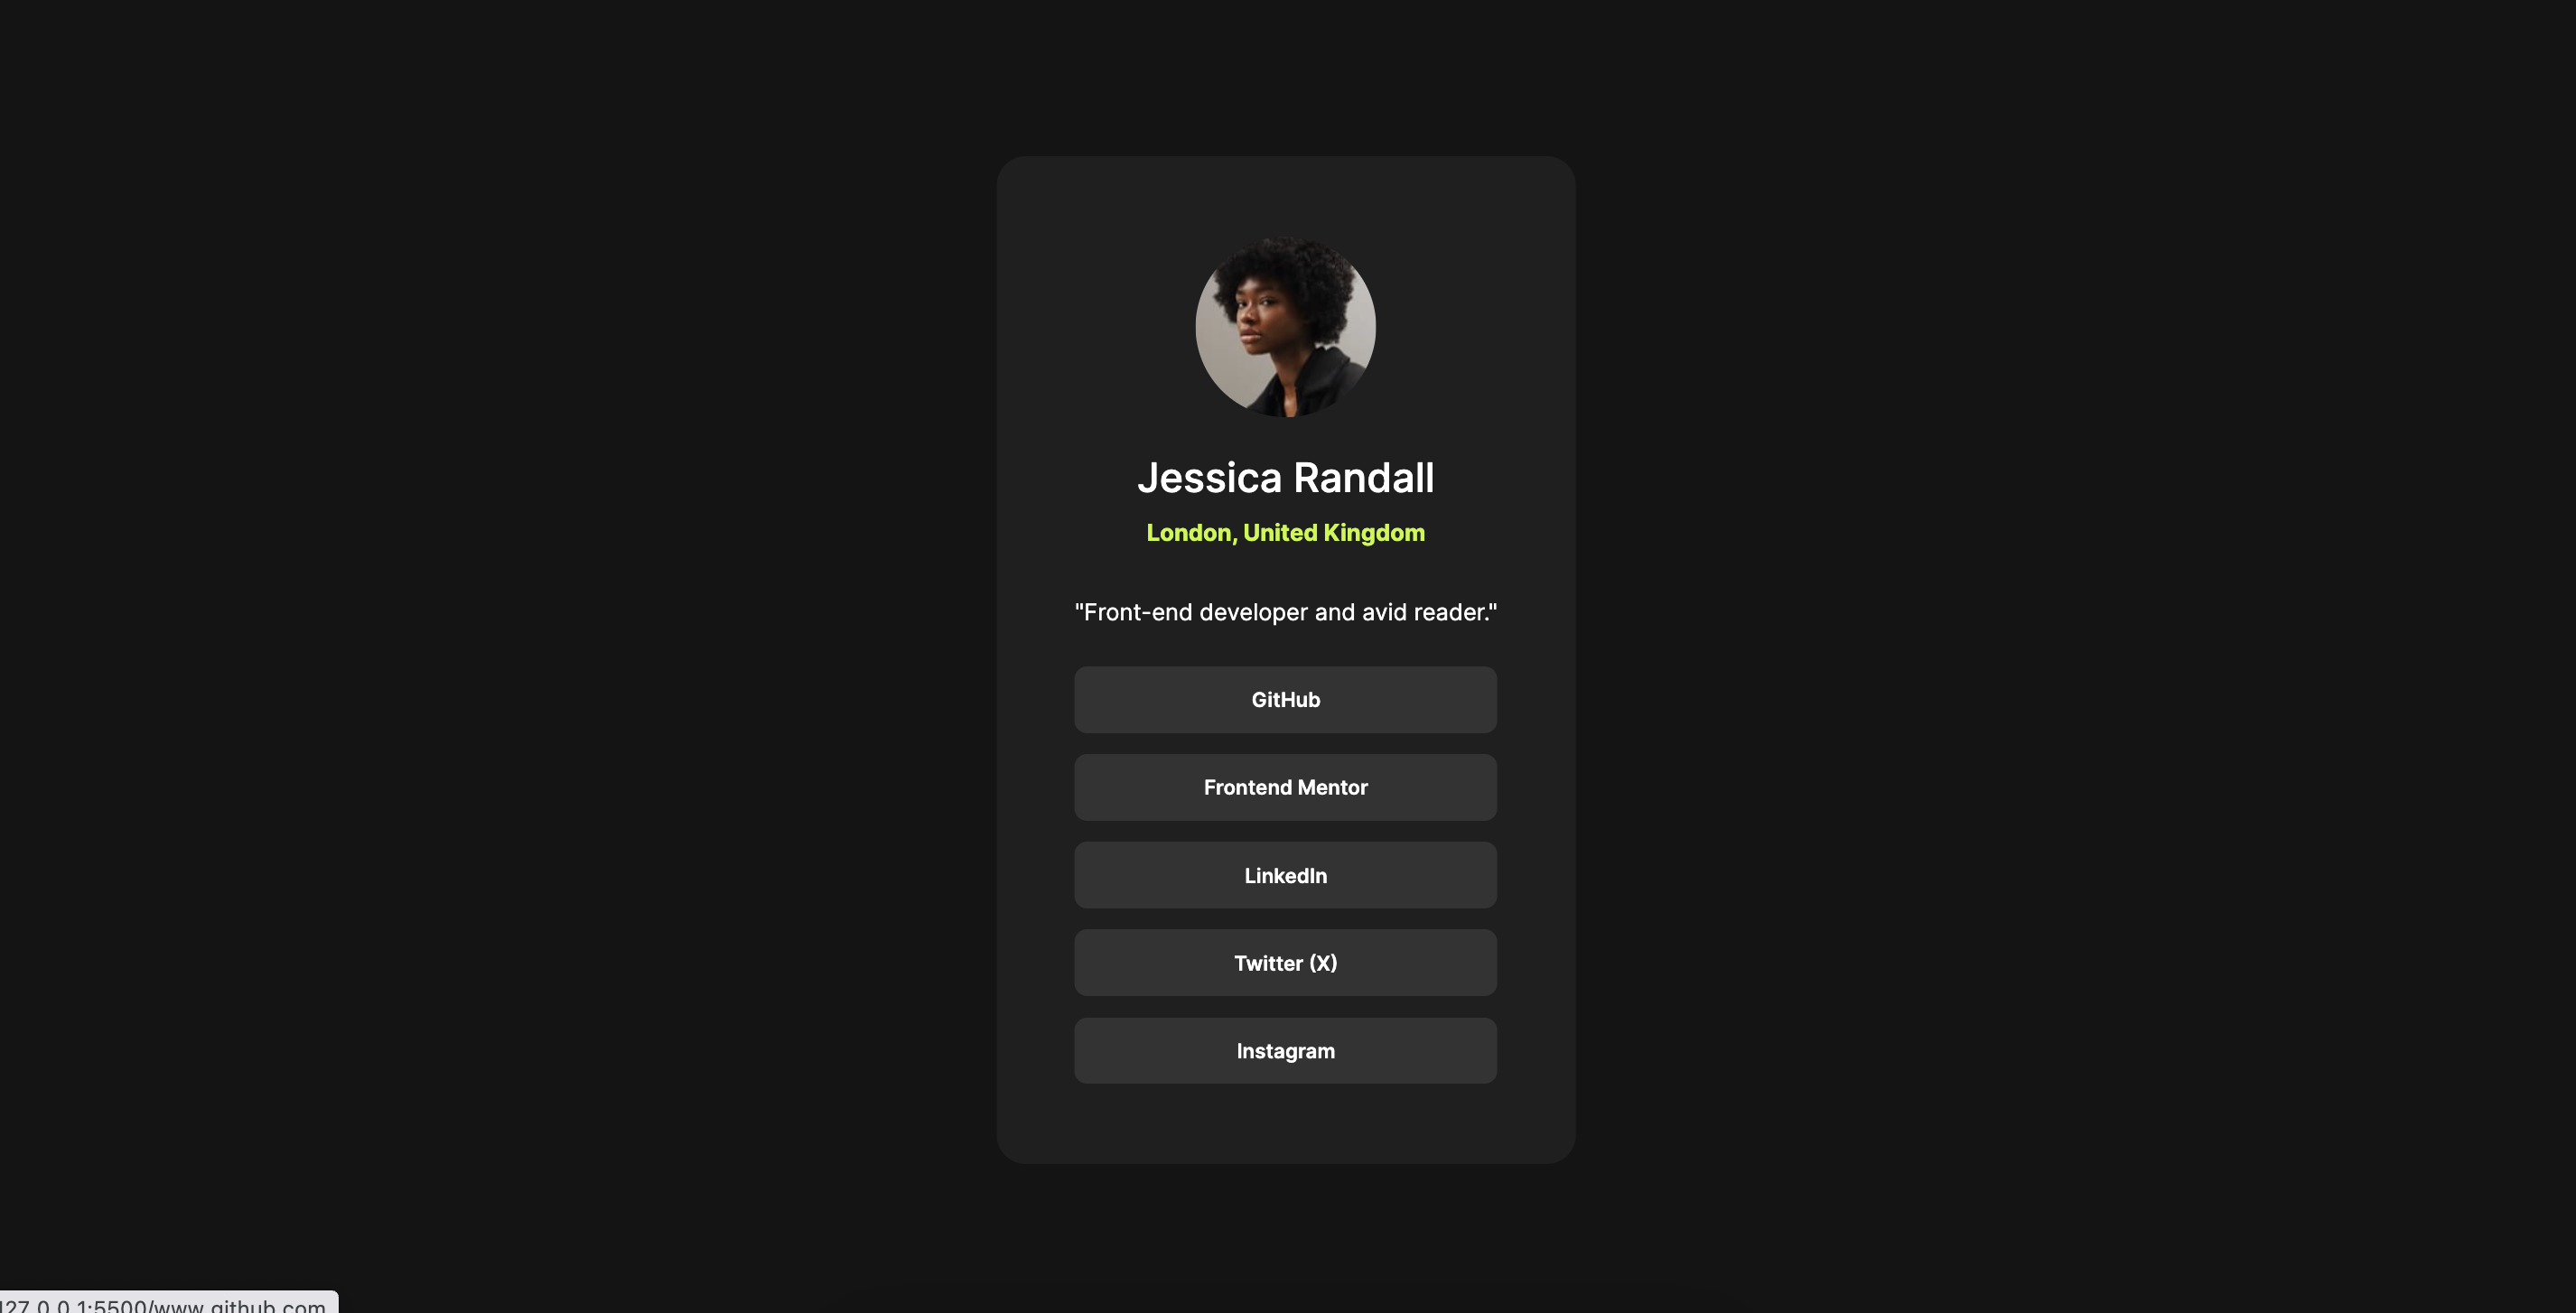 Jessica Randall
London, United Kingdom
"Front-end developer and avid reader."
GitHub
Frontend Mentor
LinkedIn
Twitter (X)
Instagram
127.0.0.1:5500/www.github.com